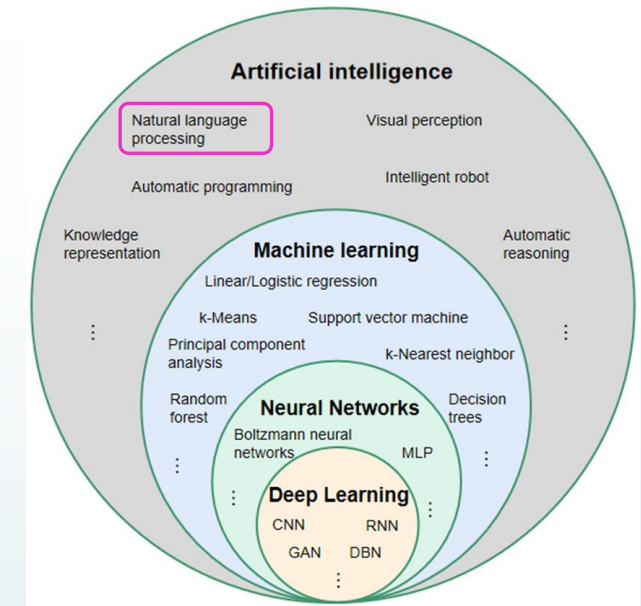 Artificial intelligence
Natural language
processing
Visual perception
Automatic programming
Intelligent robot
Knowledge
representation
Automatic
reasoning
⋮
⋮
Machine learning
Linear/Logistic regression
k-Means
Support vector machine
Principal component
analysis
k-Nearest neighbor
Random
forest
Decision
trees
⋮
⋮
Neural Networks
Boltzmann neural
networks
MLP
⋮
⋮
Deep Learning
CNN
RNN
GAN
DBN
⋮